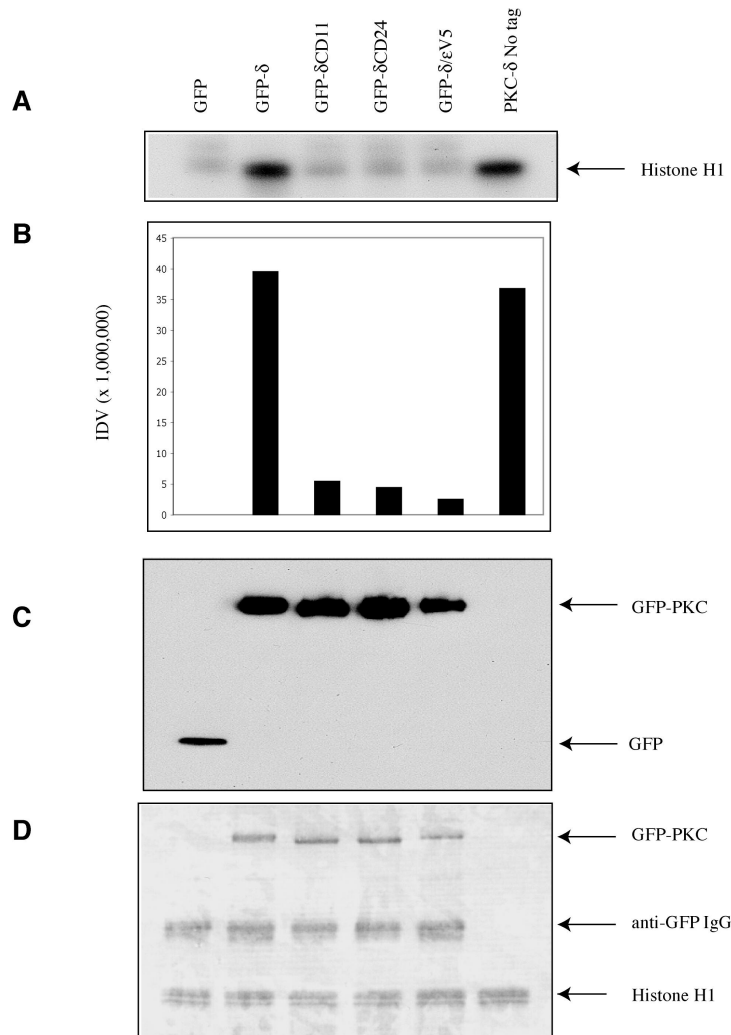 GFP
GFP-δ
GFP-δCD11
GFP-δCD24
GFP-δ/εV5
PKC-δ No tag
A
Histone H1
B
IDV (x 1,000,000)
45
40
35
30
25
20
15
10
5
0
C
GFP-PKC
GFP
D
GFP-PKC
anti-GFP IgG
Histone H1